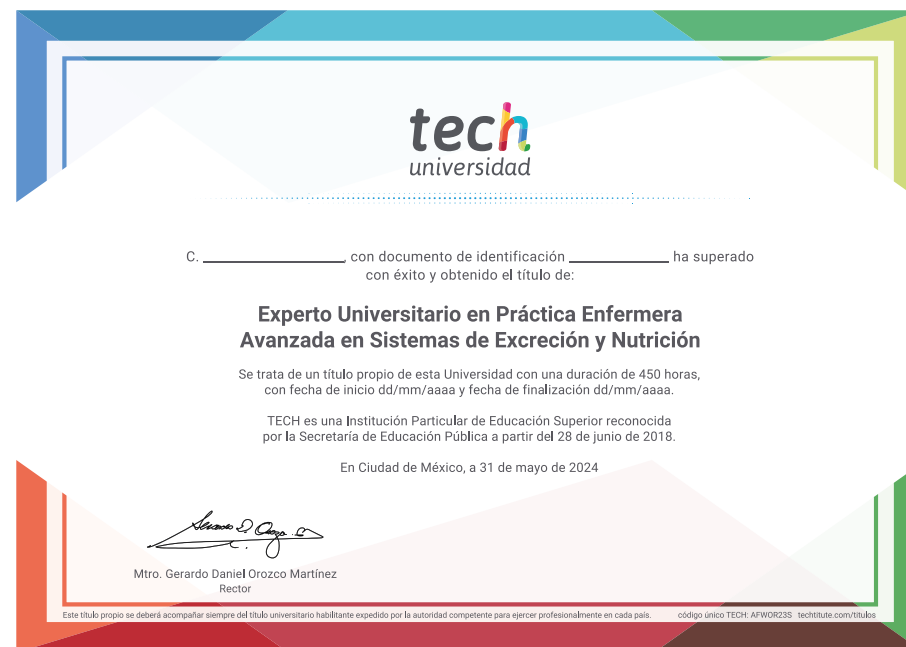 tech
universidad
C. ____________________, con documento de identificación ______________ ha superado
con éxito y obtenido el título de:
Experto Universitario en Práctica Enfermera
Avanzada en Sistemas de Excreción y Nutrición
Se trata de un título propio de esta Universidad con una duración de 450 horas,
con fecha de inicio dd/mm/aaaa y fecha de finalización dd/mm/aaaa.
TECH es una Institución Particular de Educación Superior reconocida
por la Secretaría de Educación Pública a partir del 28 de junio de 2018.
En Ciudad de México, a 31 de mayo de 2024
Mtro. Gerardo Daniel Orozco Martínez
Rector
Este título propio se deberá acompañar siempre del título universitario habilitante expedido por la autoridad competente para ejercer profesionalmente en cada país. código único TECH: AFWOR23S techtitute.com/titulos